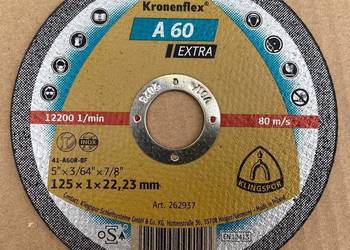 Kronenflex®
A 60
EXTRA
12200 1/min
80 m/s
INOX
41-A60R-BF
5"×3/64"×7/8"
125 × 1 × 22,23 mm
KLINGSPOR
Art. 262937
EN12413